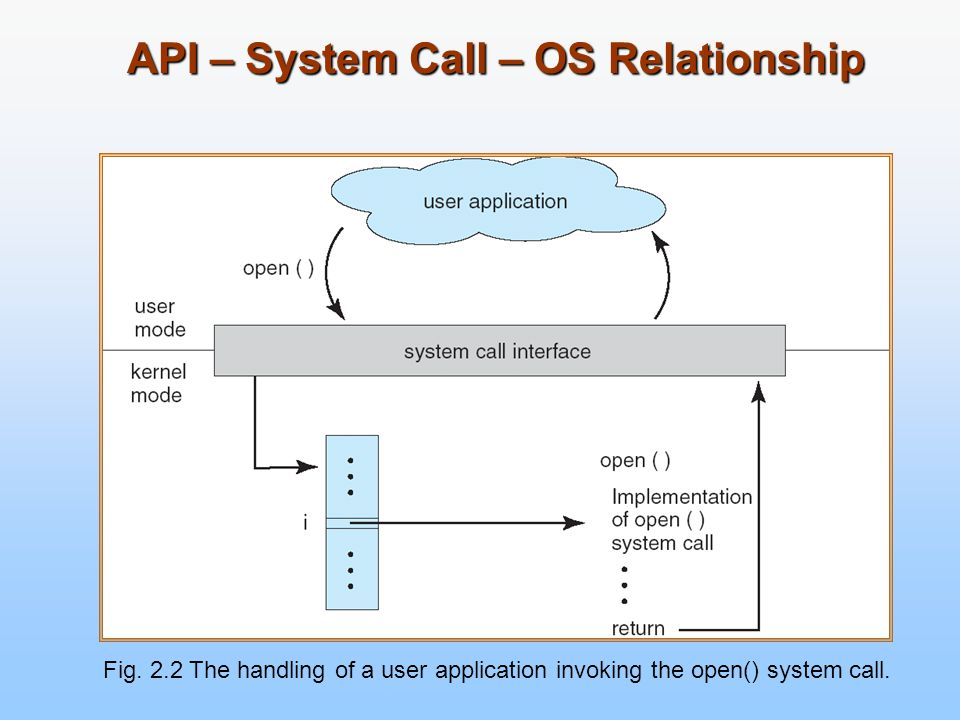 API – System Call – OS Relationship
user application
open ( )
user
mode
system call interface
kernel
mode
open ( )
i
Implementation
of open ( )
system call
return
Fig. 2.2 The handling of a user application invoking the open() system call.